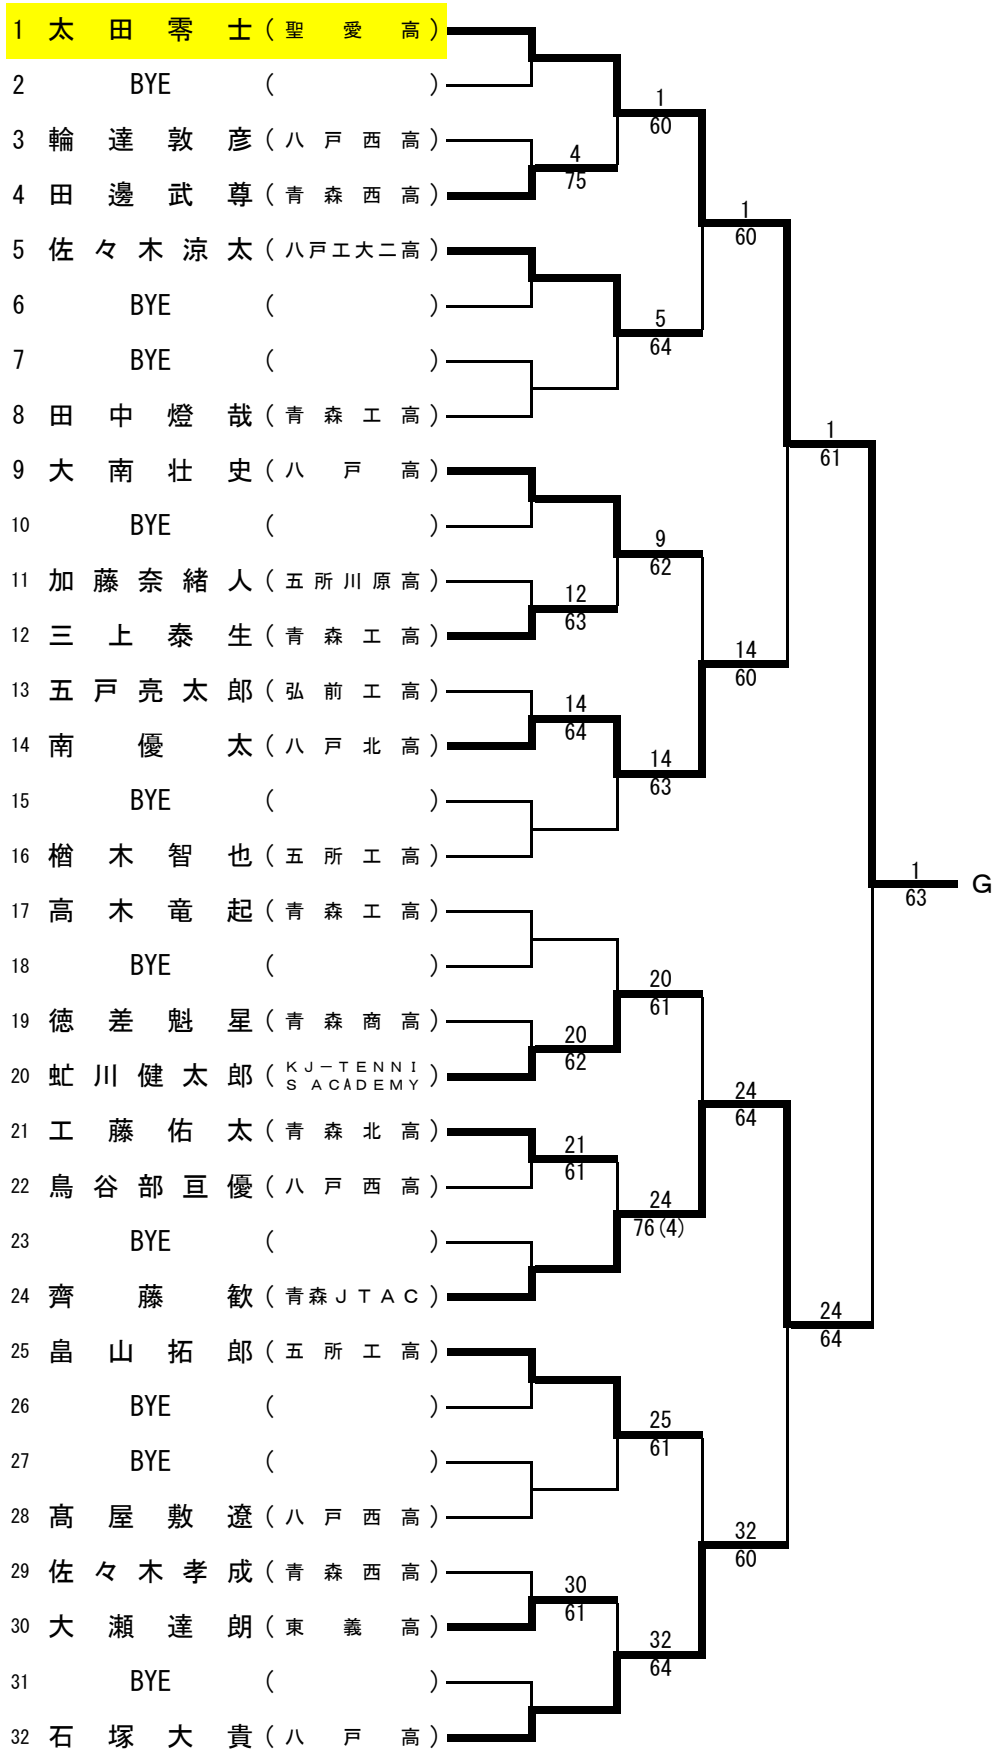 1 太田零士(聖愛高)
2 BYE ( )
3 輪達敦彦(八戸西高)
4 田邊武尊(青森西高)
5 佐々木涼太(八戸工大二高)
6 BYE ( )
7 BYE ( )
8 田中燈哉(青森工高)
9 大南壮史(八戸高)
10 BYE ( )
11 加藤奈緒人(五所川原高)
12 三上泰生(青森工高)
13 五戸亮太郎(弘前工高)
14 南優太(八戸北高)
15 BYE ( )
16 楢木智也(五所工高)
17 高木竜起(青森工高)
18 BYE ( )
19 徳差魁星(青森商高)
20 虻川健太郎(KJ-TENNI
S ACADEMY)
21 工藤佑太(青森北高)
22 鳥谷部亘優(八戸西高)
23 BYE ( )
24 齊藤歓(青森JTAC)
25 畠山拓郎(五所工高)
26 BYE ( )
27 BYE ( )
28 髙屋敷遼(八戸西高)
29 佐々木孝成(青森西高)
30 大瀬達朗(東義高)
31 BYE ( )
32 石塚大貴(八戸高)
4
75
12
63
14
64
20
62
21
61
30
61
1
60
5
64
9
62
14
63
20
61
24
76(4)
25
61
32
64
1
60
14
60
24
64
32
60
1
61
24
64
1
63
G